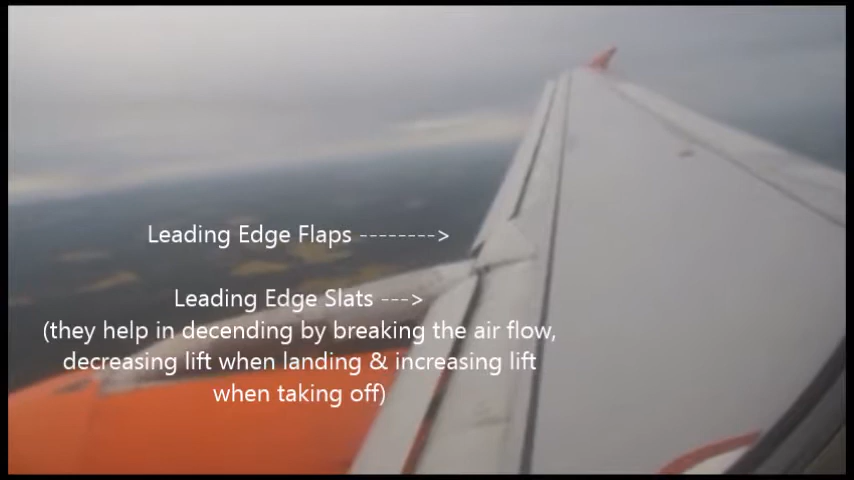 Leading Edge Flaps -------->
Leading Edge Slats --->
(they help in decending by breaking the air flow,
decreasing lift when landing & increasing lift
when taking off)